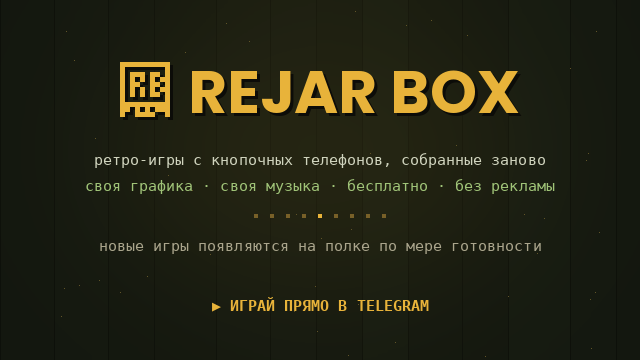 RB
REJAR BOX
ретро-игры с кнопочных телефонов, собранные заново
своя графика · своя музыка · бесплатно · без рекламы
новые игры появляются на полке по мере готовности
▶ ИГРАЙ ПРЯМО В TELEGRAM